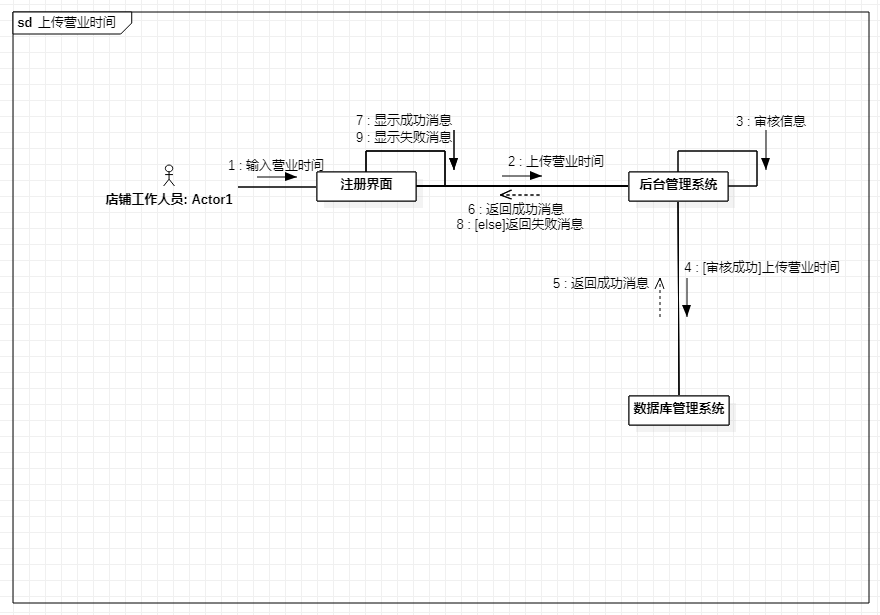 sd 上传营业时间
7 : 显示成功消息
9 : 显示失败消息
3 : 审核信息
1 : 输入营业时间
2 : 上传营业时间
注册界面
后台管理系统
店铺工作人员: Actor1
6 : 返回成功消息
8 : [else]返回失败消息
4 : [审核成功]上传营业时间
5 : 返回成功消息
数据库管理系统